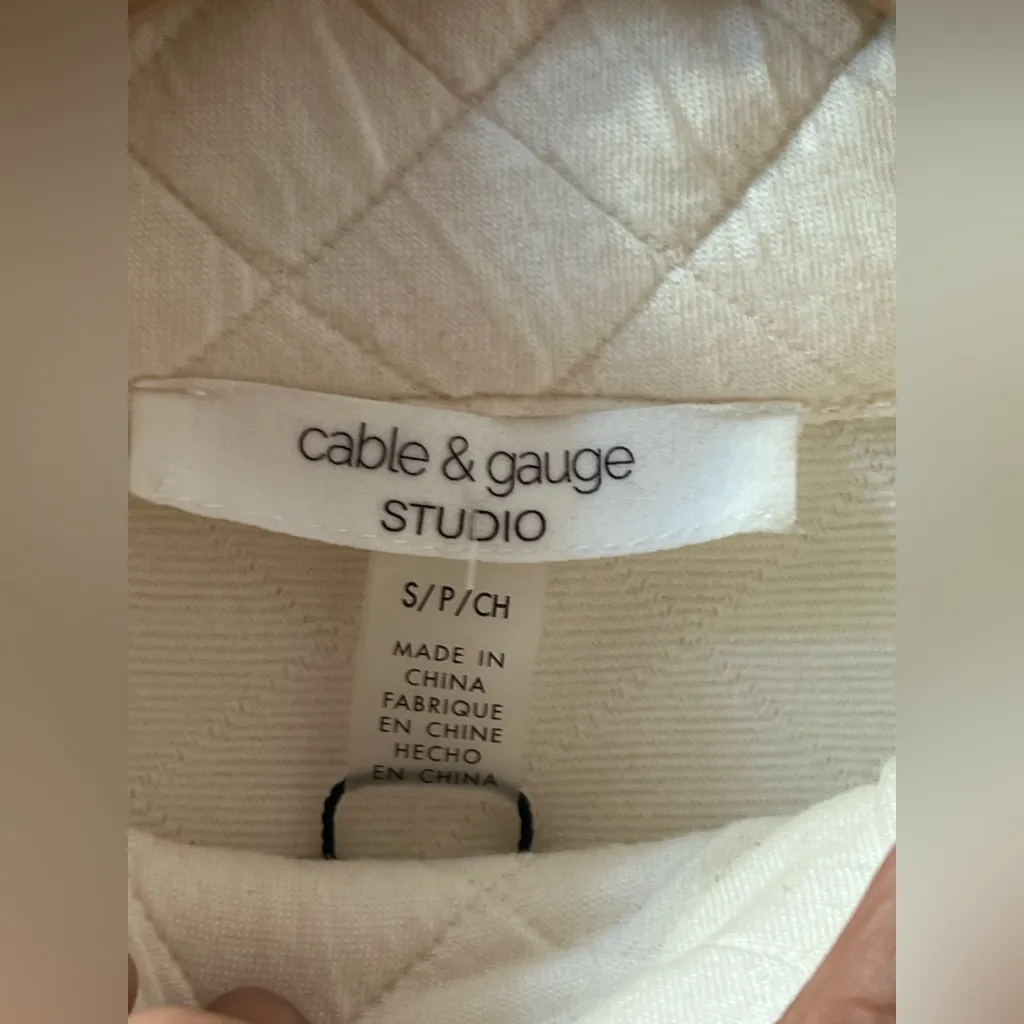 cable & gauge
STUDIO
S/P/CH
MADE IN
CHINA
FABRIQUE
EN CHINE
HECHO
EN CHINA